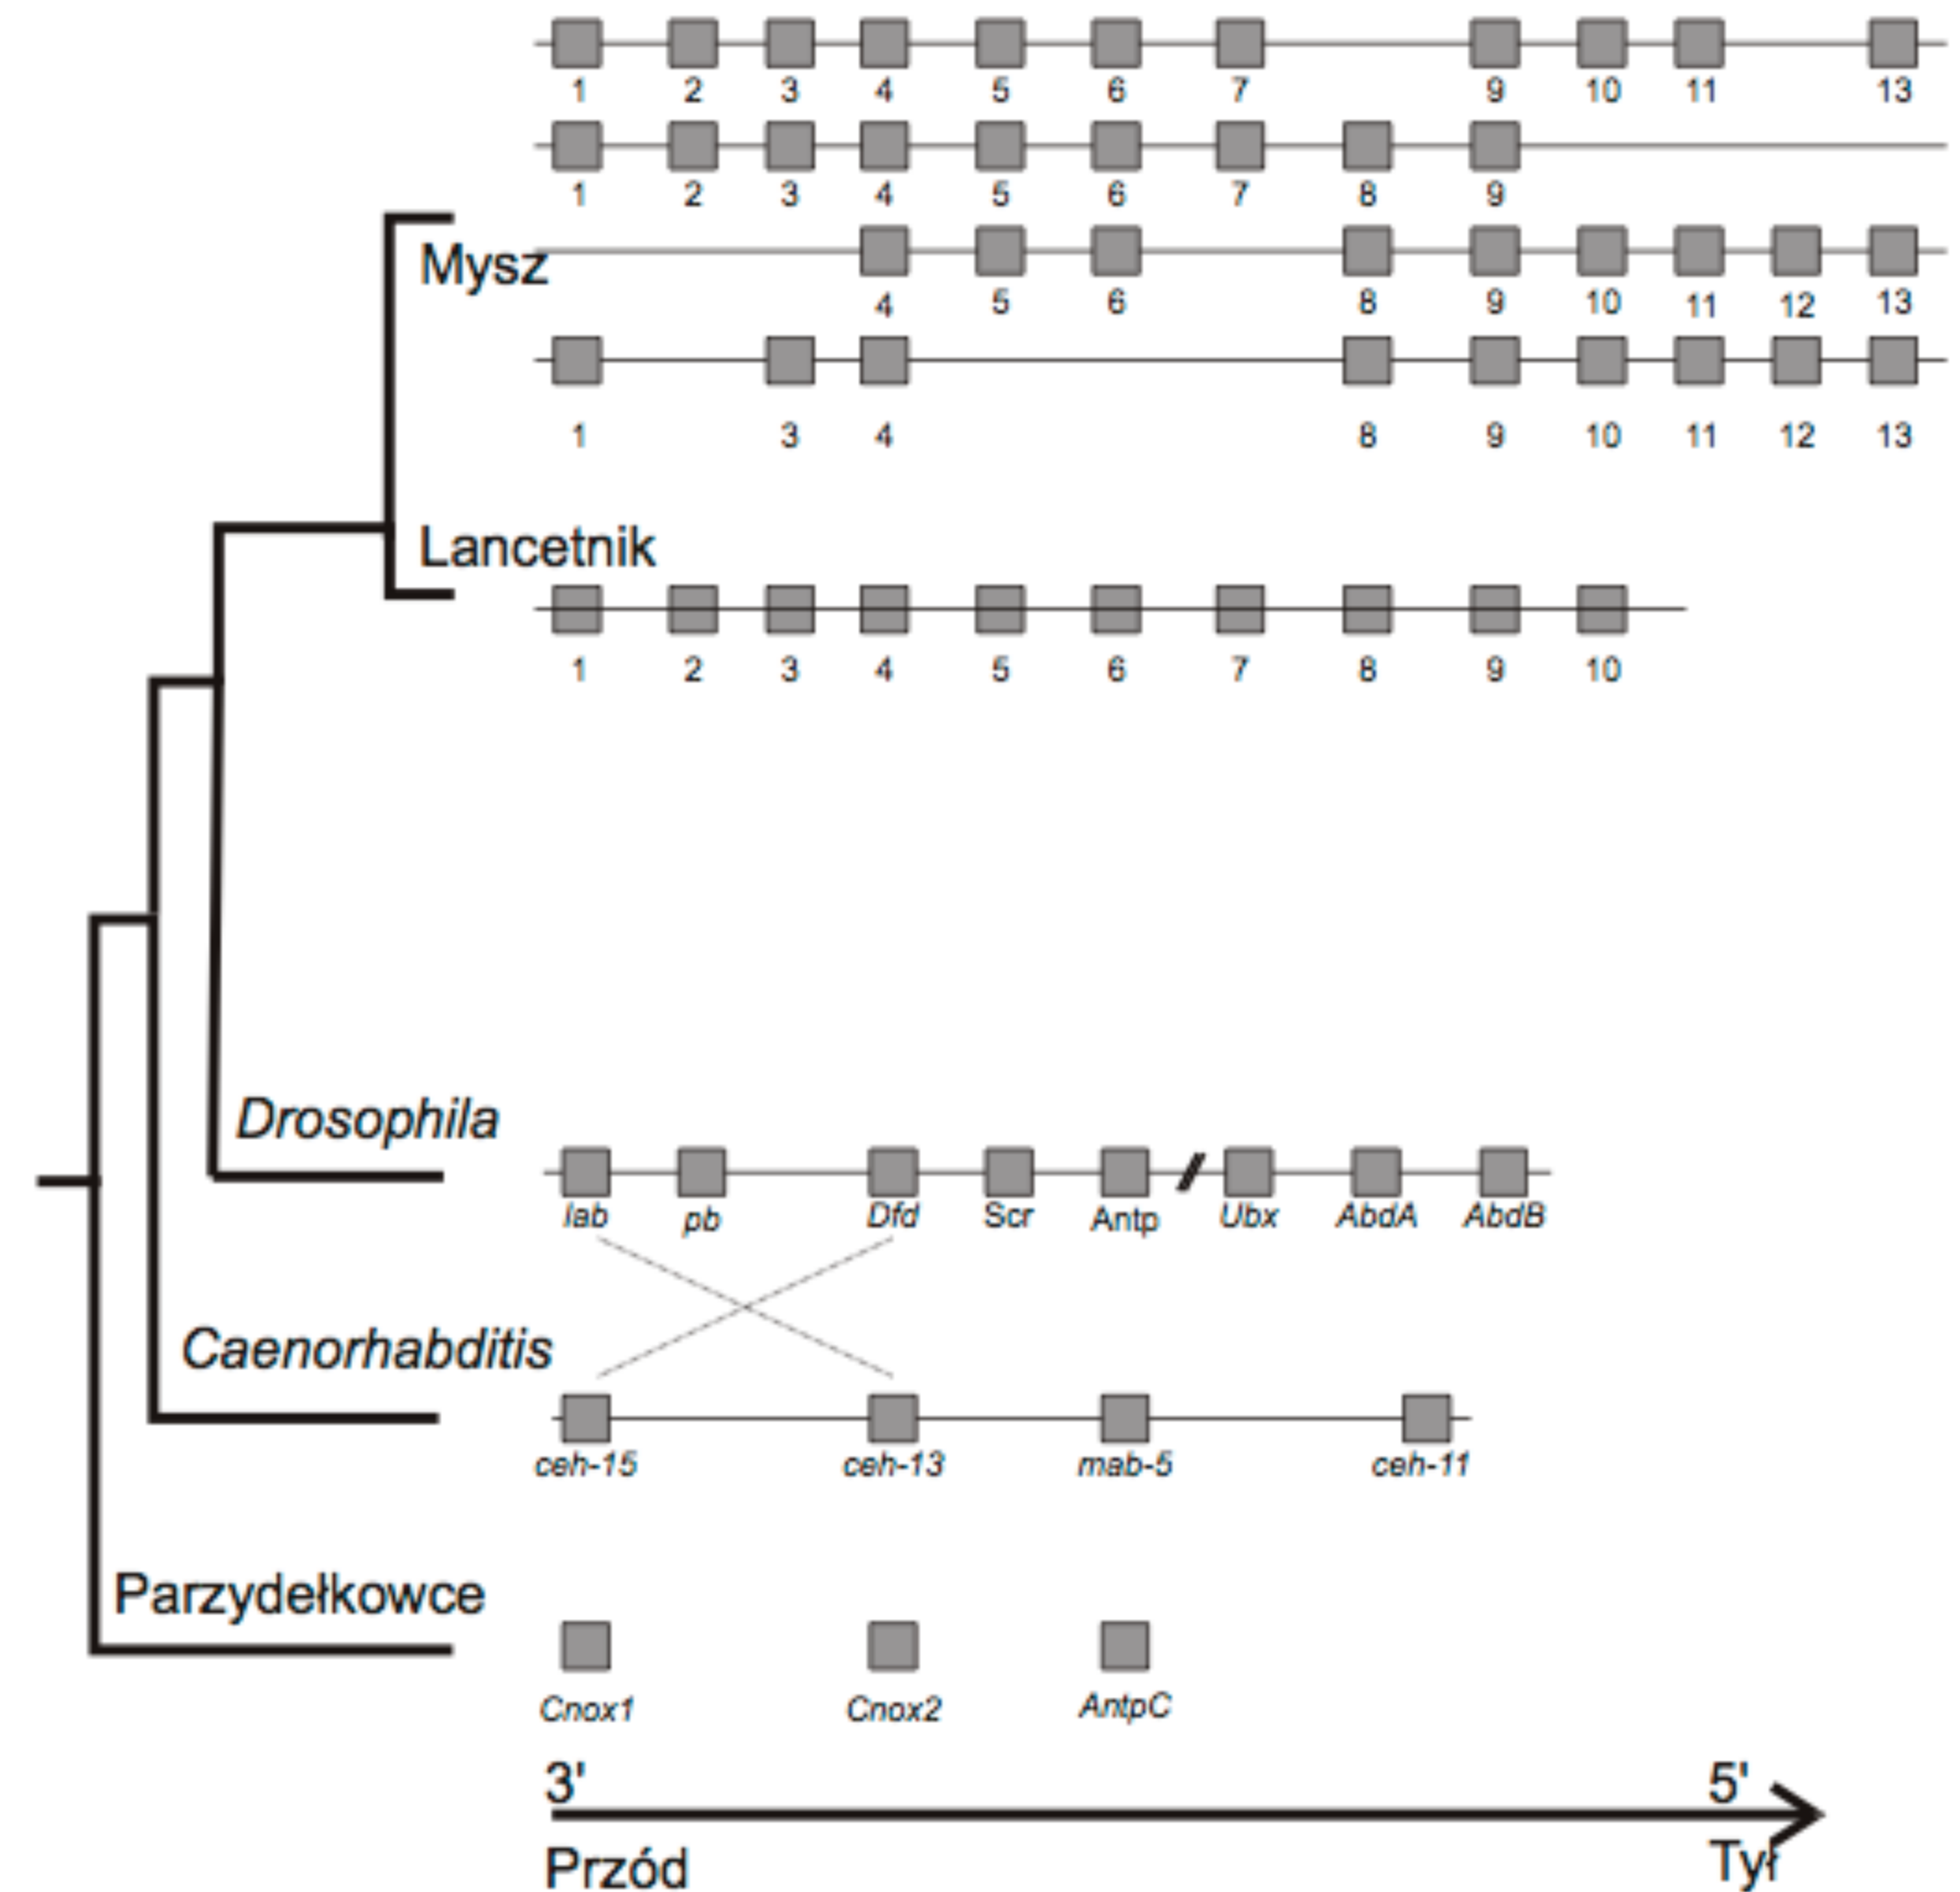 1 2 3 4 5 6 7 9 10 11 13
1 2 3 4 5 6 7 8 9
Mysz
4 5 6 8 9 10 11 12 13
1 3 4 8 9 10 11 12 13
Lancetnik
1 2 3 4 5 6 7 8 9 10
Drosophila
lab pb Dfd Scr Antp Ubx AbdA AbdB
Caenorhabditis
ceh-15 ceh-13 mab-5 ceh-11
Parzydełkowce
Cnox1 Cnox2 AntpC
3' 5'
Przód Tył